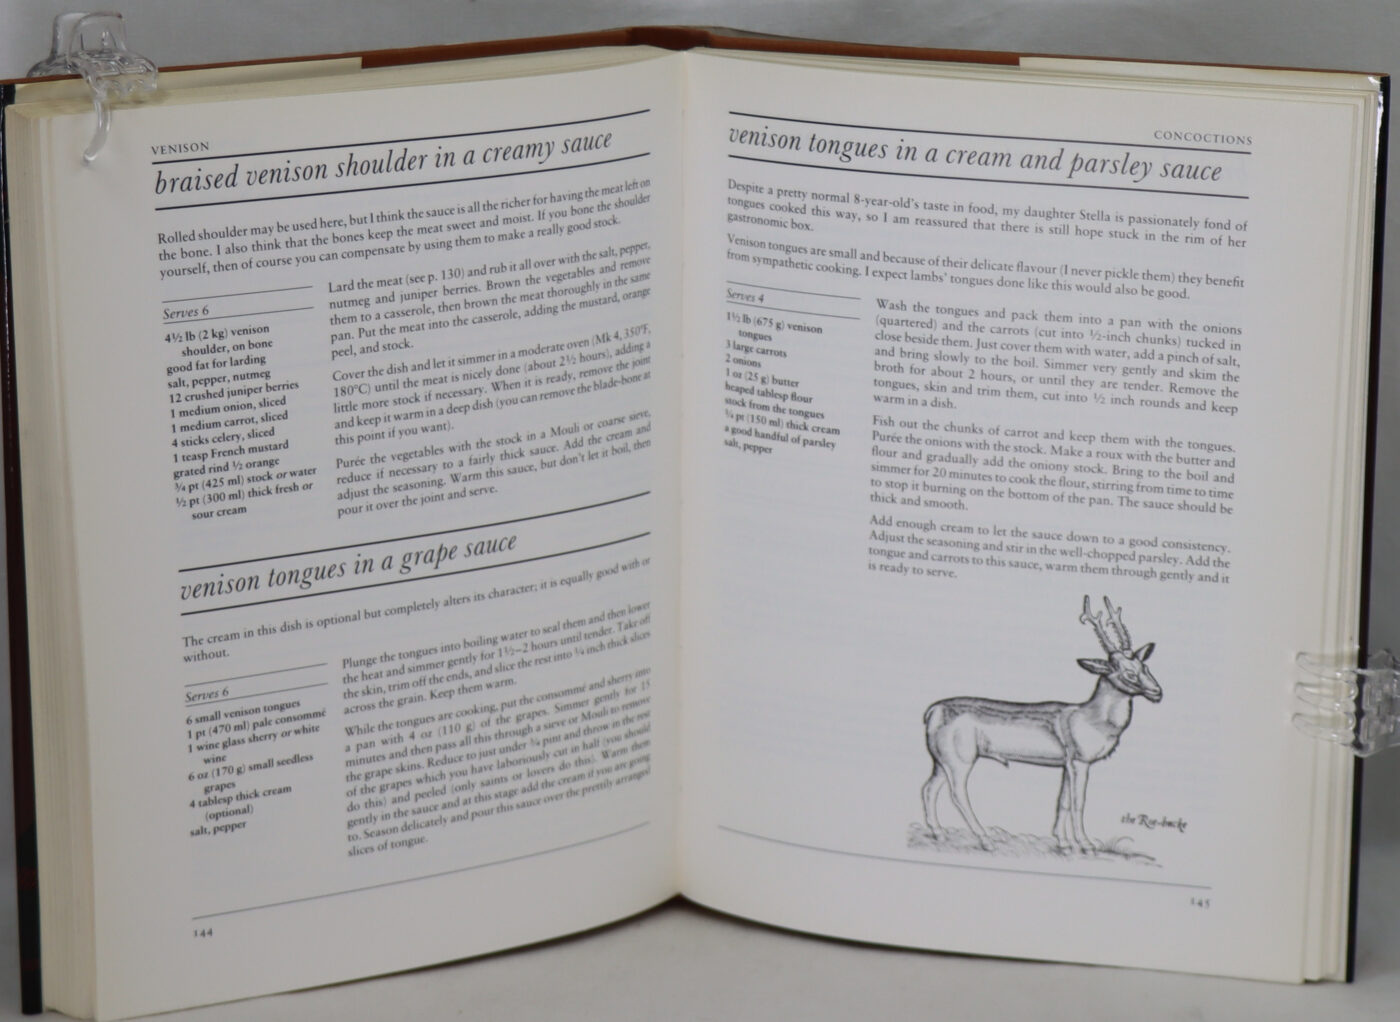 VENISON
braised venison shoulder in a creamy sauce
Rolled shoulder may be used here, but I think the sauce is all the richer for having the meat left on
the bone. I also think that the bones keep the meat sweet and moist. If you bone the shoulder
yourself, then of course you can compensate by using them to make a really good stock.
Serves 6
4½ lb (2 kg) venison
shoulder, on bone
good fat for larding
salt, pepper, nutmeg
12 crushed juniper berries
1 medium onion, sliced
1 medium carrot, sliced
4 sticks celery, sliced
1 teasp French mustard
grated rind ½ orange
¾ pt (425 ml) stock or water
½ pt (300 ml) thick fresh or
sour cream
Lard the meat (see p. 130) and rub it all over with the salt, pepper,
nutmeg and juniper berries. Brown the vegetables and remove
them to a casserole, then brown the meat thoroughly in the same
pan. Put the meat into the casserole, adding the mustard, orange
peel, and stock.
Cover the dish and let it simmer in a moderate oven (Mk 4, 350°F,
180°C) until the meat is nicely done (about 2½ hours), adding a
little more stock if necessary. When it is ready, remove the joint
and keep it warm in a deep dish (you can remove the blade-bone at
this point if you want).
Purée the vegetables with the stock in a Mouli or coarse sieve,
reduce if necessary to a fairly thick sauce. Add the cream and
adjust the seasoning. Warm this sauce, but don't let it boil, then
pour it over the joint and serve.
venison tongues in a grape sauce
The cream in this dish is optional but completely alters its character; it is equally good with or
without.
Serves 6
6 small venison tongues
1 pt (470 ml) pale consommé
1 wine glass sherry or white
wine
6 oz (170 g) small seedless
grapes
4 tablesp thick cream
(optional)
salt, pepper
Plunge the tongues into boiling water to seal them and then lower
the heat and simmer gently for 1½–2 hours until tender. Take off
the skin, trim off the ends, and slice the rest into ¼ inch thick slices
across the grain. Keep them warm.
While the tongues are cooking, put the consommé and sherry into
a pan with 4 oz (110 g) of the grapes. Simmer gently for 15
minutes and then pass all this through a sieve or Mouli to remove
the grape skins. Reduce to just under ¾ pint and throw in the rest
of the grapes which you have laboriously cut in half (you should
do this) and peeled (only saints or lovers do this). Warm them
gently in the sauce and at this stage add the cream if you are going
to. Season delicately and pour this sauce over the prettily arranged
slices of tongue.
144
CONCOCTIONS
venison tongues in a cream and parsley sauce
Despite a pretty normal 8-year-old's taste in food, my daughter Stella is passionately fond of
tongues cooked this way, so I am reassured that there is still hope stuck in the rim of her
gastronomic box.
Venison tongues are small and because of their delicate flavour (I never pickle them) they benefit
from sympathetic cooking. I expect lambs' tongues done like this would also be good.
Serves 4
1½ lb (675 g) venison
tongues
3 large carrots
2 onions
1 oz (25 g) butter
heaped tablesp flour
stock from the tongues
¼ pt (150 ml) thick cream
a good handful of parsley
salt, pepper
Wash the tongues and pack them into a pan with the onions
(quartered) and the carrots (cut into ½-inch chunks) tucked in
close beside them. Just cover them with water, add a pinch of salt,
and bring slowly to the boil. Simmer very gently and skim the
broth for about 2 hours, or until they are tender. Remove the
tongues, skin and trim them, cut into ½ inch rounds and keep
warm in a dish.
Fish out the chunks of carrot and keep them with the tongues.
Purée the onions with the stock. Make a roux with the butter and
flour and gradually add the oniony stock. Bring to the boil and
simmer for 20 minutes to cook the flour, stirring from time to time
to stop it burning on the bottom of the pan. The sauce should be
thick and smooth.
Add enough cream to let the sauce down to a good consistency.
Adjust the seasoning and stir in the well-chopped parsley. Add the
tongue and carrots to this sauce, warm them through gently and it
is ready to serve.
the Roe-bucke
145